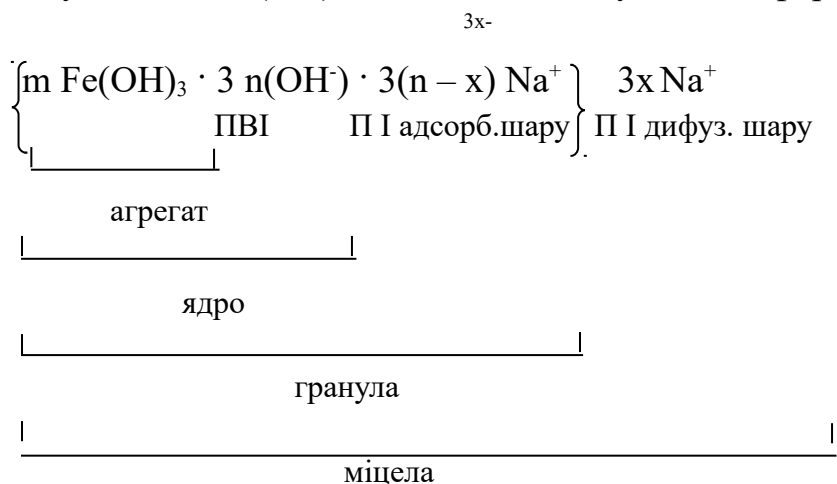 3x-
{m Fe(OH)₃ · 3 n(OH⁻) · 3(n – x) Na⁺} 3x Na⁺
ПВІ П І адсорб.шару П І дифуз. шару
агрегат
ядро
гранула
міцела